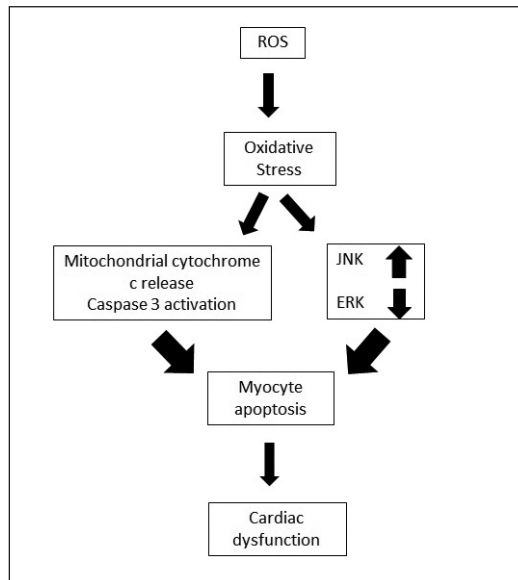 ROS
Oxidative
Stress
Mitochondrial cytochrome
c release
Caspase 3 activation
JNK
ERK
Myocyte
apoptosis
Cardiac
dysfunction